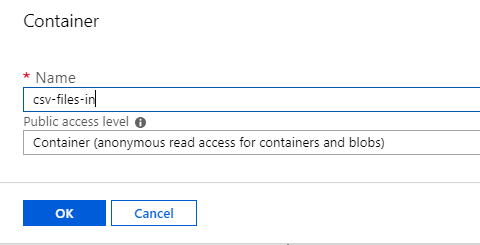 Container
* Name
csv-files-in
Public access level
Container (anonymous read access for containers and blobs)
OK
Cancel